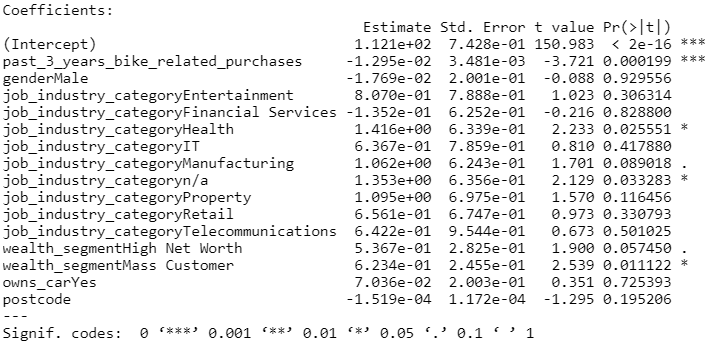 Coefficients:
Estimate Std. Error t value Pr(>|t|)
(Intercept) 1.121e+02 7.428e-01 150.983 < 2e-16 ***
past_3_years_bike_related_purchases -1.295e-02 3.481e-03 -3.721 0.000199 ***
genderMale -1.769e-02 2.001e-01 -0.088 0.929556
job_industry_categoryEntertainment 8.070e-01 7.888e-01 1.023 0.306314
job_industry_categoryFinancial Services -1.352e-01 6.252e-01 -0.216 0.828800
job_industry_categoryHealth 1.416e+00 6.339e-01 2.233 0.025551 *
job_industry_categoryIT 6.367e-01 7.859e-01 0.810 0.417880
job_industry_categoryManufacturing 1.062e+00 6.243e-01 1.701 0.089018 .
job_industry_categoryn/a 1.353e+00 6.356e-01 2.129 0.033283 *
job_industry_categoryProperty 1.095e+00 6.975e-01 1.570 0.116456
job_industry_categoryRetail 6.561e-01 6.747e-01 0.973 0.330793
job_industry_categoryTelecommunications 6.422e-01 9.544e-01 0.673 0.501025
wealth_segmentHigh Net Worth 5.367e-01 2.825e-01 1.900 0.057450 .
wealth_segmentMass Customer 6.234e-01 2.455e-01 2.539 0.011122 *
owns_carYes 7.036e-02 2.003e-01 0.351 0.725393
postcode -1.519e-04 1.172e-04 -1.295 0.195206
---
Signif. codes: 0 ‘***’ 0.001 ‘**’ 0.01 ‘*’ 0.05 ‘.’ 0.1 ‘ ’ 1